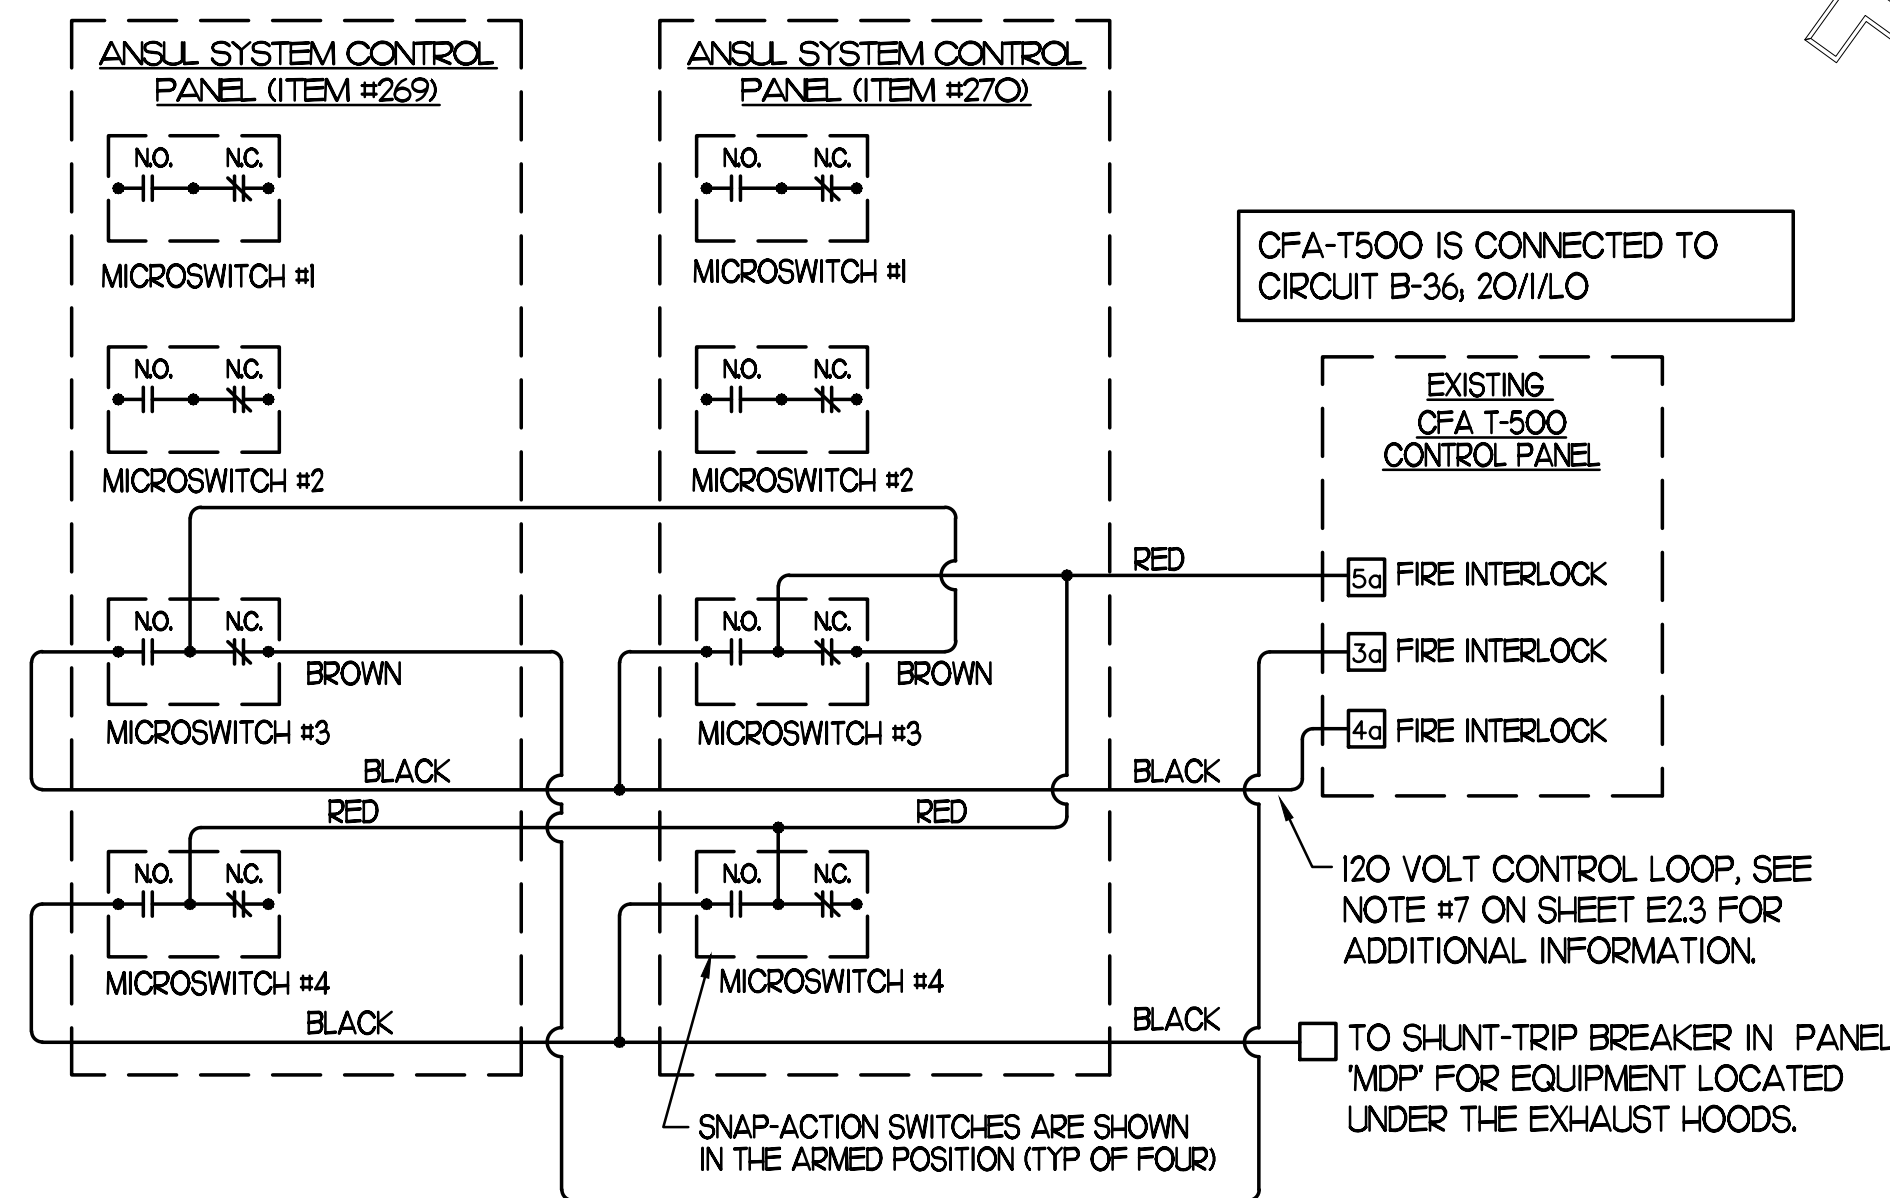 ANSUL SYSTEM CONTROL
PANEL (ITEM #269)
N.O. N.C.
MICROSWITCH #1
N.O. N.C.
MICROSWITCH #2
N.O. N.C.
BROWN
MICROSWITCH #3
BLACK
RED
N.O. N.C.
MICROSWITCH #4
BLACK
ANSUL SYSTEM CONTROL
PANEL (ITEM #270)
N.O. N.C.
MICROSWITCH #1
N.O. N.C.
MICROSWITCH #2
N.O. N.C.
BROWN
MICROSWITCH #3
RED
N.O. N.C.
MICROSWITCH #4
SNAP-ACTION SWITCHES ARE SHOWN
IN THE ARMED POSITION (TYP OF FOUR)
CFA-T500 IS CONNECTED TO
CIRCUIT B-36, 20/1/LO
EXISTING
CFA T-500
CONTROL PANEL
RED
5a FIRE INTERLOCK
3a FIRE INTERLOCK
4a FIRE INTERLOCK
BLACK
120 VOLT CONTROL LOOP, SEE
NOTE #7 ON SHEET E2.3 FOR
ADDITIONAL INFORMATION.
BLACK
TO SHUNT-TRIP BREAKER IN PANEL
'MDP' FOR EQUIPMENT LOCATED
UNDER THE EXHAUST HOODS.